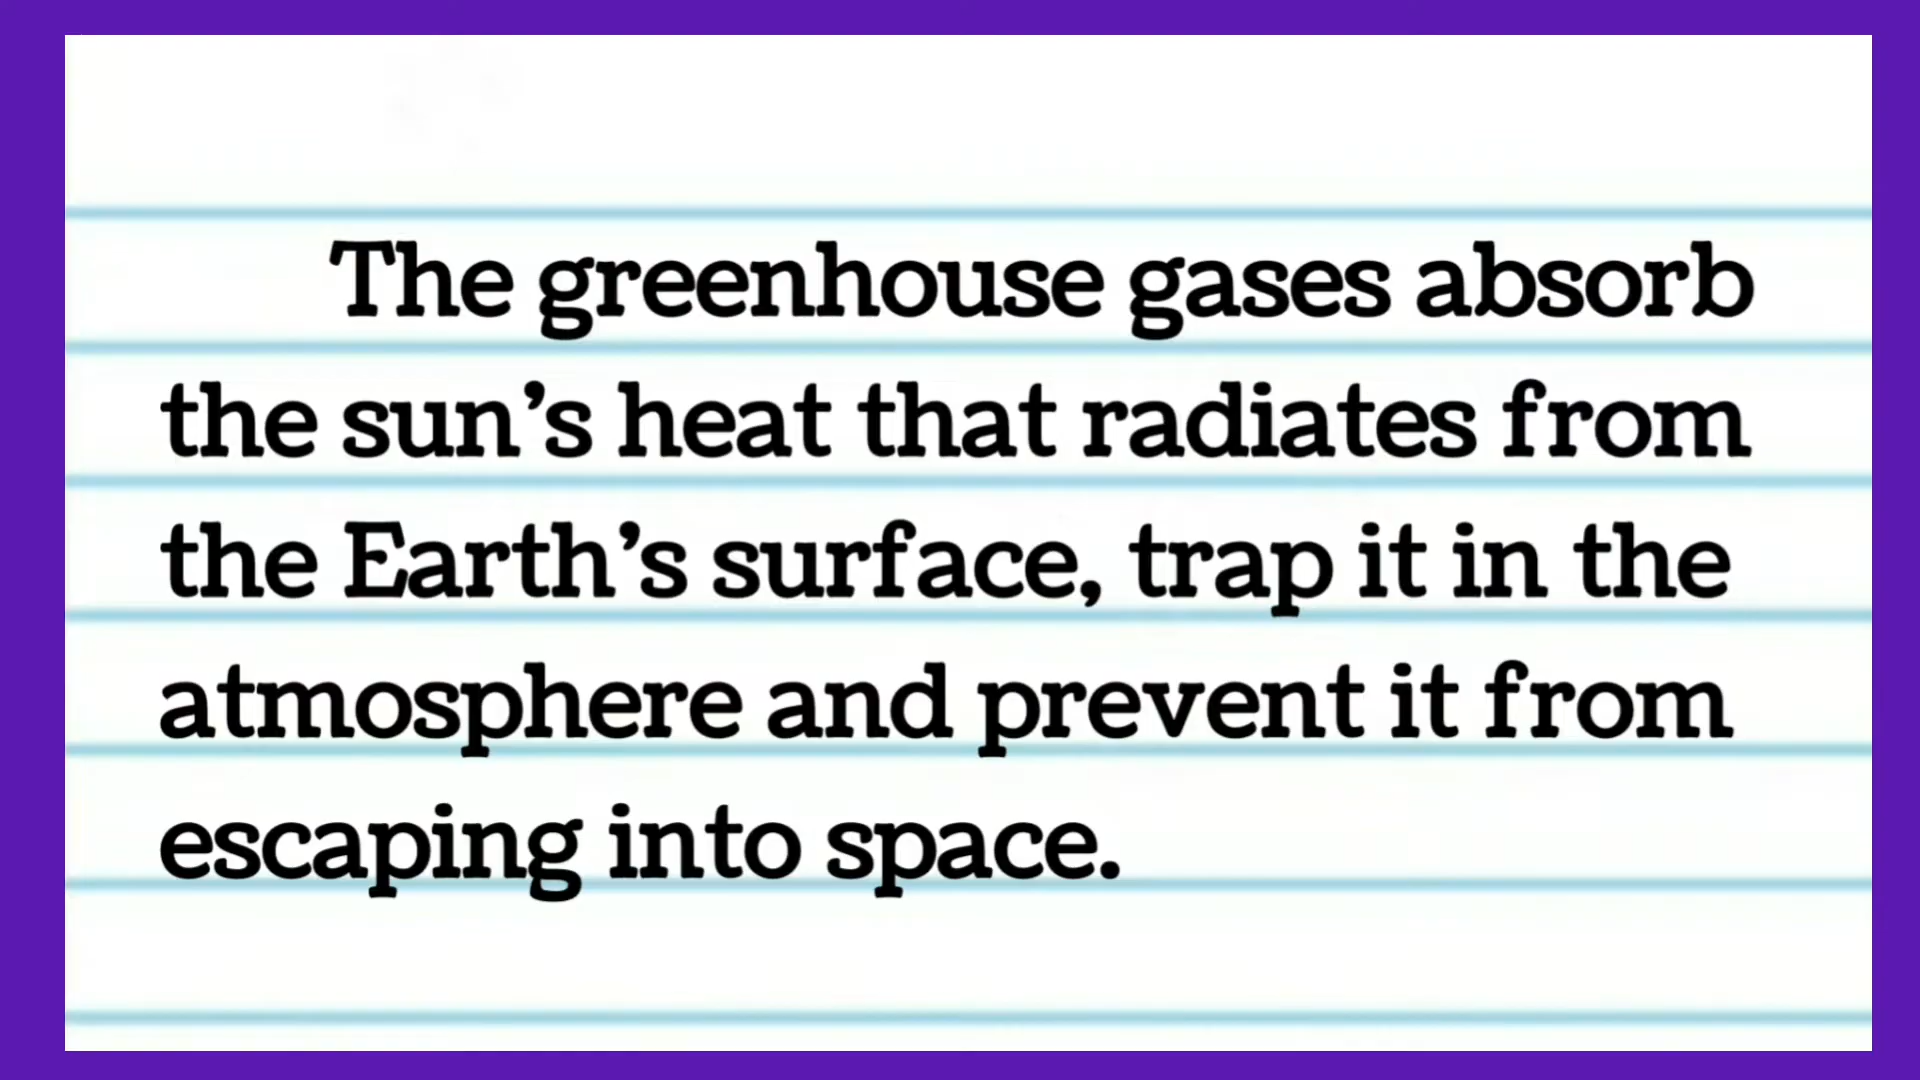 The greenhouse gases absorb
the sun’s heat that radiates from
the Earth’s surface, trap it in the
atmosphere and prevent it from
escaping into space.